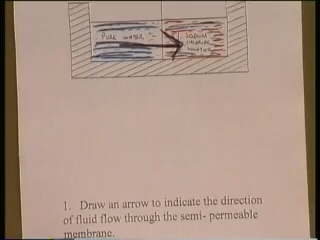 PURE WATER
SODIUM
CHLORIDE
SOLUTION
1. Draw an arrow to indicate the direction
of fluid flow through the semi- permeable
membrane.